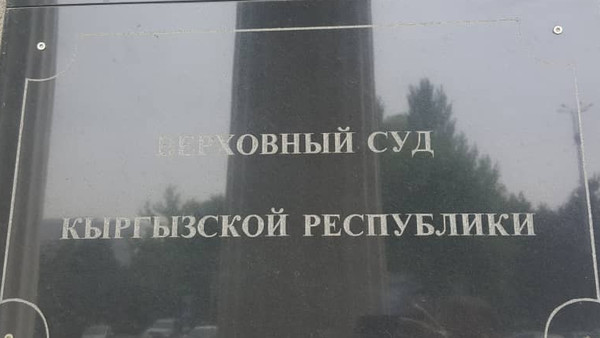 ВЕРХОВНЫЙ СУД
КЫРГЫЗСКОЙ РЕСПУБЛИКИ